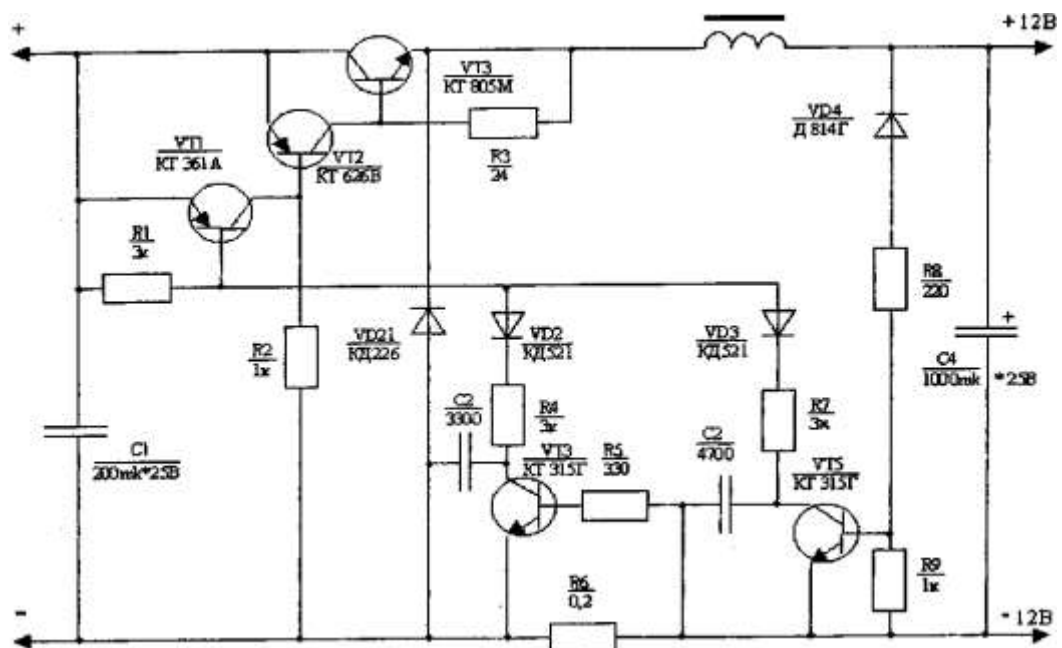 +12В
+
VT3
КТ 805М
VT1
КТ 361А
VT2
КТ 626В
R3
24
VD4
Д 814Г
R1
3к
R8
220
R2
1к
VD21
КД226
VD2
КД521
VD3
КД521
+
C4
1000mk *25В
C2
3300
R4
3к
C2
4700
R7
3к
C1
200mk*25В
VT3
КТ 315Г
R5
330
VT5
КТ 315Г
R6
0,2
R9
1к
-
-12В